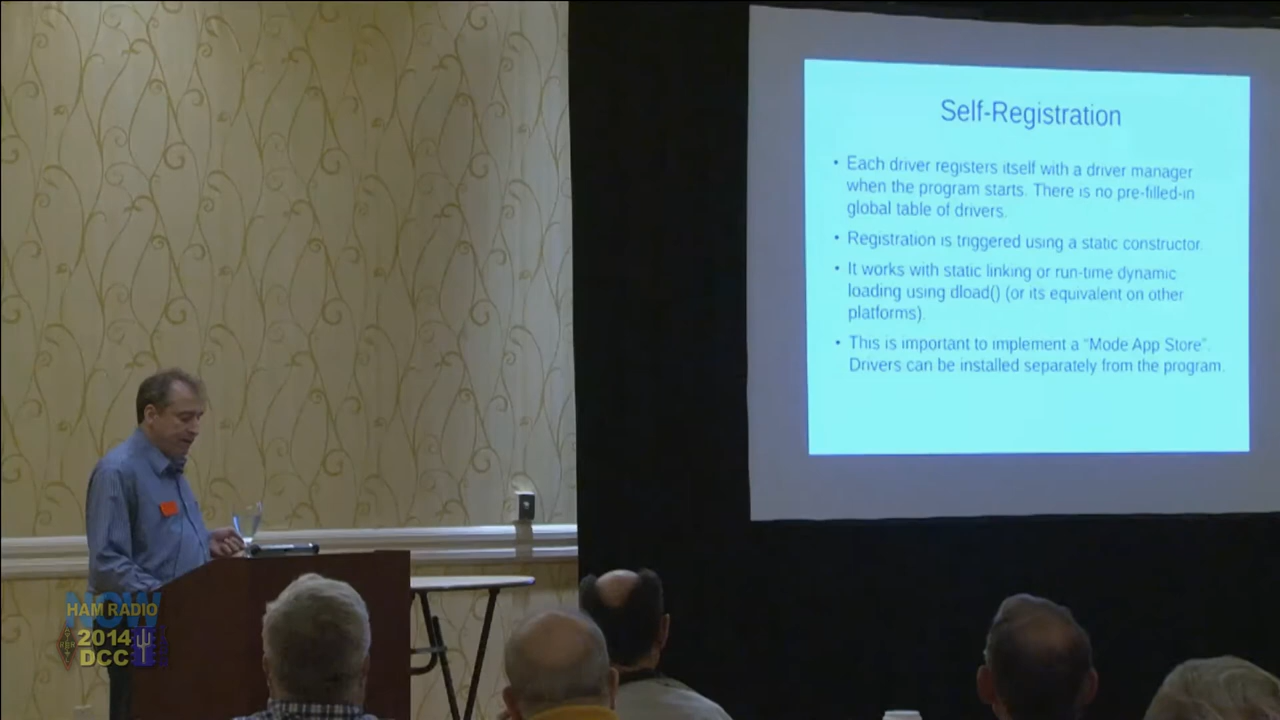 Self-Registration
• Each driver registers itself with a driver manager
when the program starts. There is no pre-filled-in
global table of drivers.
• Registration is triggered using a static constructor.
• It works with static linking or run-time dynamic
loading using dload() (or its equivalent on other
platforms).
• This is important to implement a “Mode App Store”.
Drivers can be installed separately from the program.
NOW
HAM RADIO
2014
DCC